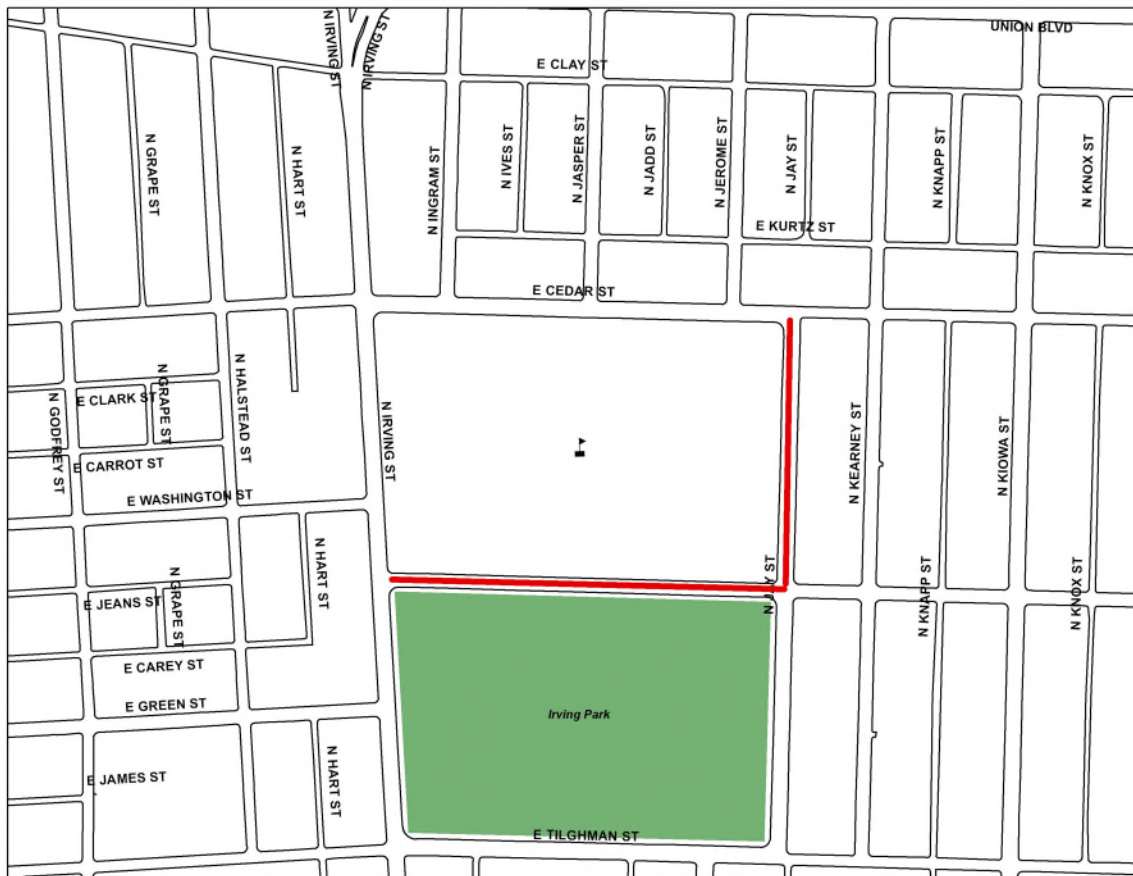 UNION BLVD
N IRVING ST
N IRVING ST
E CLAY ST
N GRAPE ST
N HART ST
N INGRAM ST
N IVES ST
N JASPER ST
N JADD ST
N JEROME ST
N JAY ST
N KNAPP ST
N KNOX ST
E KURTZ ST
E CEDAR ST
N HALSTEAD ST
N GRAPE ST
E CLARK ST
N GODFREY ST
N IRVING ST
N KEARNEY ST
N KIOWA ST
E CARROT ST
E WASHINGTON ST
N HART ST
N GRAPE ST
E JEANS ST
N JAY ST
N KNAPP ST
N KNOX ST
E CAREY ST
E GREEN ST
Irving Park
N HART ST
E JAMES ST
E TILGHMAN ST